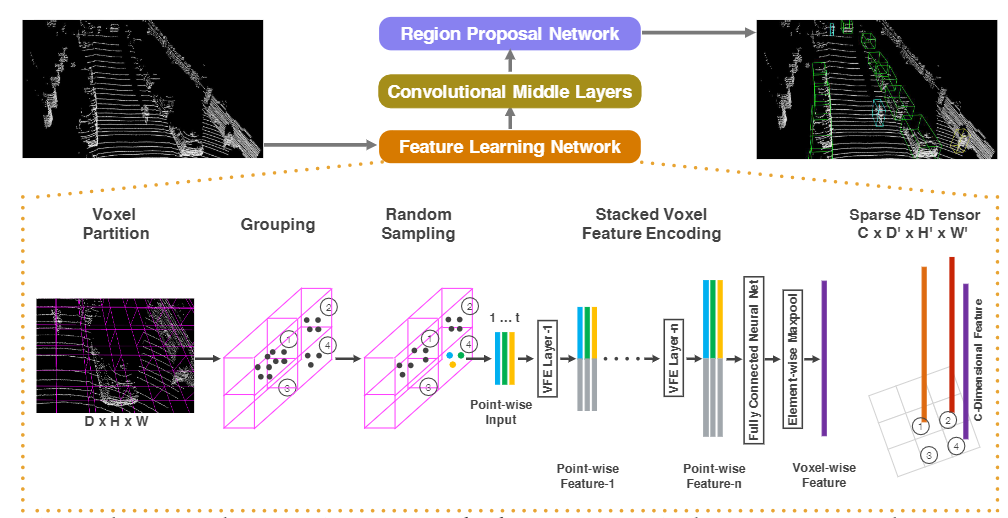 Region Proposal Network
Convolutional Middle Layers
Feature Learning Network
Voxel
Partition
Grouping
Random
Sampling
Stacked Voxel
Feature Encoding
Sparse 4D Tensor
C x D' x H' x W'
D x H x W
1
2
3
4
1
2
3
4
1 ... t
Point-wise
Input
VFE Layer-1
Point-wise
Feature-1
VFE Layer-n
Point-wise
Feature-n
Fully Connected Neural Net
Element-wise Maxpool
Voxel-wise
Feature
C-Dimensional Feature
1
2
3
4